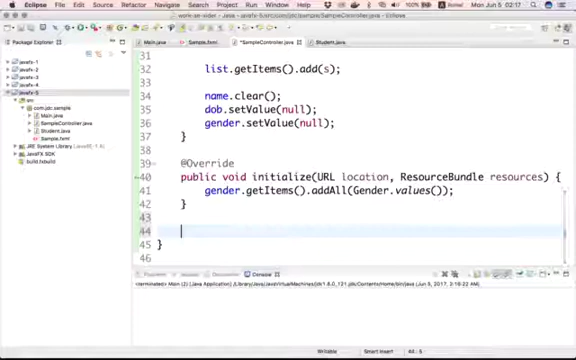 Eclipse File Edit Source Refactor Navigate Search Project Run Window Help 100% Mon Jun 5 02:17
Package Explorer
Main.java Sample.fxml *SampleController.java Student.java
javafx-1
javafx-2
javafx-3
javafx-4
javafx-5
src
com.jdc.sample
Main.java
SampleController.java
Student.java
Sample.fxml
JRE System Library
JavaFX SDK
build.fxbuild
31
32 list.getItems().add(s);
33
34 name.clear();
35 dob.setValue(null);
36 gender.setValue(null);
37 }
38
39 @Override
40 public void initialize(URL location, ResourceBundle resources) {
41 gender.getItems().addAll(Gender.values());
42 }
43
44
45 }
46
Console
Writable Smart Insert 44 : 5